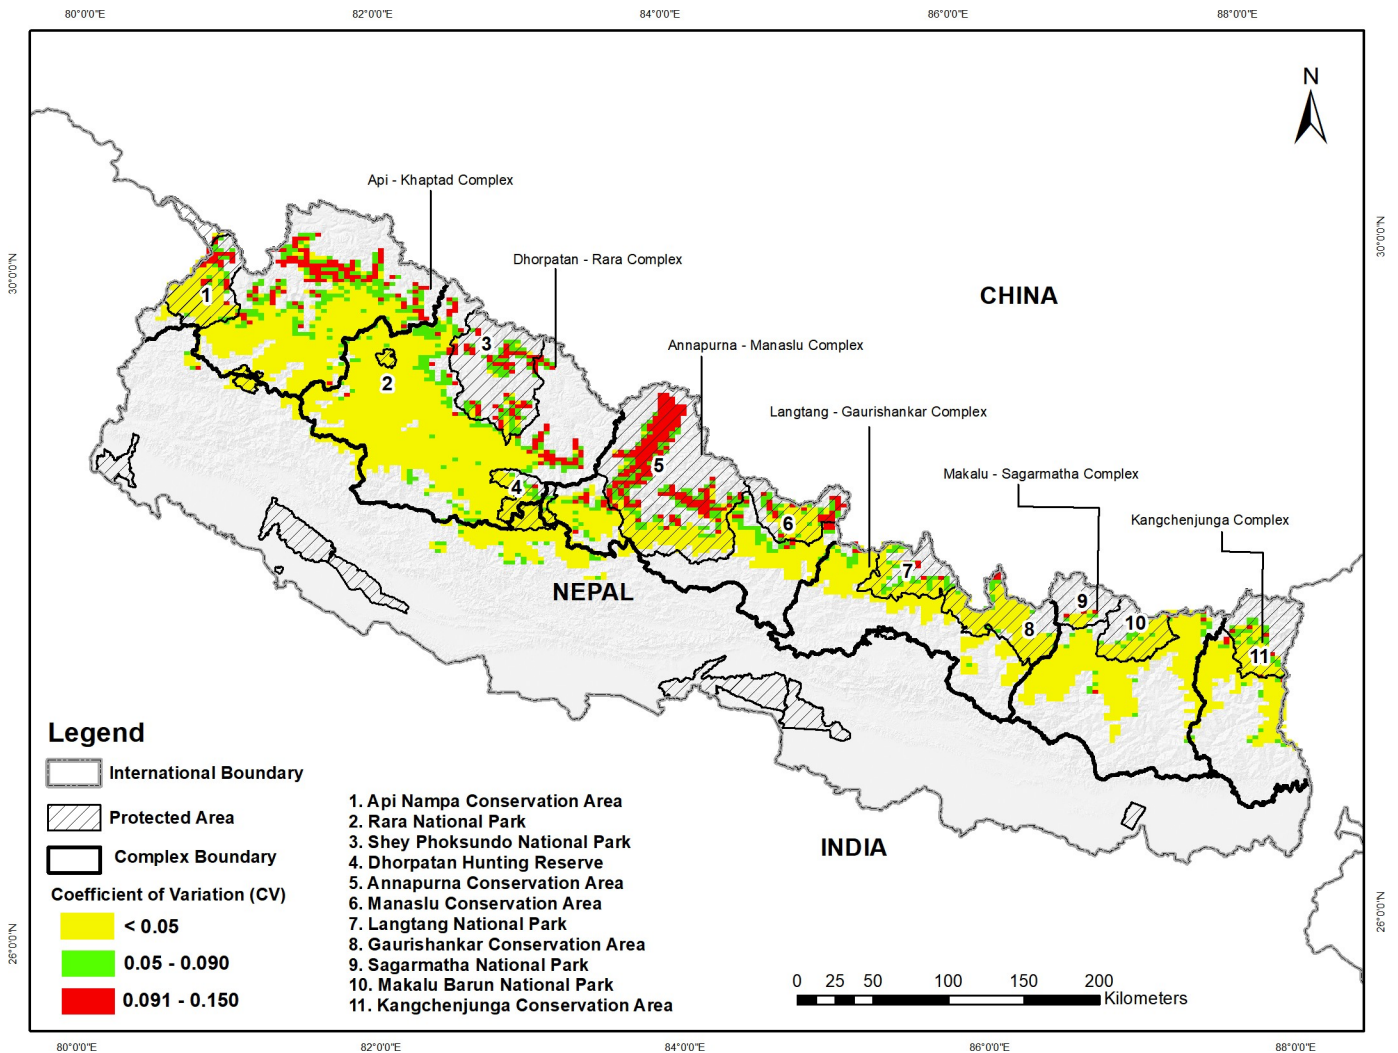 80°0'0"E 82°0'0"E 84°0'0"E 86°0'0"E 88°0'0"E
N
Api - Khaptad Complex
30°0'0"N
30°0'0"N
Dhorpatan - Rara Complex
CHINA
1
3
Annapurna - Manaslu Complex
2
Langtang - Gaurishankar Complex
5
Makalu - Sagarmatha Complex
4
6
Kangchenjunga Complex
7
NEPAL
9
8
10
11
Legend
International Boundary
Protected Area
Complex Boundary
Coefficient of Variation (CV)
< 0.05
0.05 - 0.090
0.091 - 0.150
1. Api Nampa Conservation Area
2. Rara National Park
3. Shey Phoksundo National Park
4. Dhorpatan Hunting Reserve
5. Annapurna Conservation Area
6. Manaslu Conservation Area
7. Langtang National Park
8. Gaurishankar Conservation Area
9. Sagarmatha National Park
10. Makalu Barun National Park
11. Kangchenjunga Conservation Area
INDIA
26°0'0"N
26°0'0"N
0 25 50 100 150 200
Kilometers
80°0'0"E 82°0'0"E 84°0'0"E 86°0'0"E 88°0'0"E